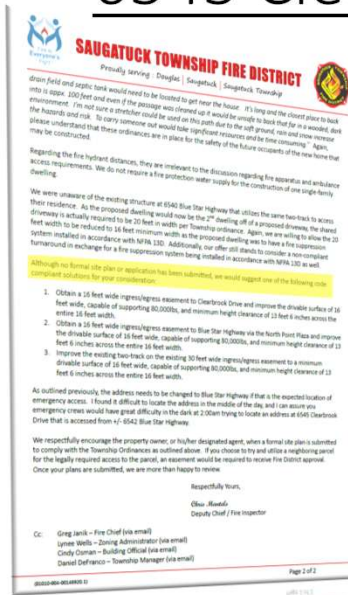 Everyone's Fight
SAUGATUCK TOWNSHIP FIRE DISTRICT
Proudly serving: Douglas | Saugatuck | Saugatuck Township
drain field and septic tank would need to be located to get near the house. It's long and the closest place to back
into is appx. 100 feet and even if the passage was cleaned up it would be unsafe to back that far in a wooded, dark
environment. I'm not sure a stretcher could be used on this path due to the soft ground, rain and snow increase
the hazards and risk. To carry someone out would take significant resources and be time consuming." Again,
please understand that these ordinances are in place for the safety of the future occupants of the new home that
may be constructed.
Regarding the fire hydrant distances, they are irrelevant to the discussion regarding fire apparatus and ambulance
access requirements. We do not require a fire protection water supply for the construction of one single-family
dwelling.
We were unaware of the existing structure at 6540 Blue Star Highway that utilizes the same two-track to access
their residence. As the proposed dwelling would now be the 2nd dwelling off of a proposed driveway, the shared
driveway is actually required to be 20 feet in width per Township ordinance. Again, we are willing to allow the 20
feet width to be reduced to 16 feet minimum width as the proposed dwelling was to have a fire suppression
system installed in accordance with NFPA 13D. Additionally, our offer still stands to consider a non-compliant
turnaround in exchange for a fire suppression system being installed in accordance with NFPA 13D as well.
Although no formal site plan or application has been submitted, we would suggest one of the following code
compliant solutions for your consideration:
1. Obtain a 16 feet wide ingress/egress easement to Clearbrook Drive and improve the drivable surface of 16
feet wide, capable of supporting 80,000lbs, and minimum height clearance of 13 feet 6 inches across the
entire 16 feet width.
2. Obtain a 16 feet wide ingress/egress easement to Blue Star Highway via the North Point Plaza and improve
the drivable surface of 16 feet wide, capable of supporting 80,000lbs, and minimum height clearance of 13
feet 6 inches across the entire 16 feet width.
3. Improve the existing two-track on the existing 30 feet wide ingress/egress easement to a minimum
drivable surface of 16 feet wide, capable of supporting 80,000lbs, and minimum height clearance of 13
feet 6 inches across the entire 16 feet width.
As outlined previously, the address needs to be changed to Blue Star Highway if that is the expected location of
emergency access. I found it difficult to locate the address in the middle of the day, and I can assure you
emergency crews would have great difficulty in the dark at 2:00am trying to locate an address at 6545 Clearbrook
Drive that is accessed from +/- 6542 Blue Star Highway.
We respectfully encourage the property owner, or his/her designated agent, when a formal site plan is submitted
to comply with the Township Ordinances as outlined above. If you choose to try and utilize a neighboring parcel
for the legally required access to the parcel, an easement would be required to receive Fire District approval.
Once your plans are submitted, we are more than happy to review.
Respectfully Yours,
Chris Mantels
Deputy Chief / Fire Inspector
Cc: Greg Janik – Fire Chief (via email)
Lynee Wells – Zoning Administrator (via email)
Cindy Osman – Building Official (via email)
Daniel DeFranco – Township Manager (via email)
Page 2 of 2